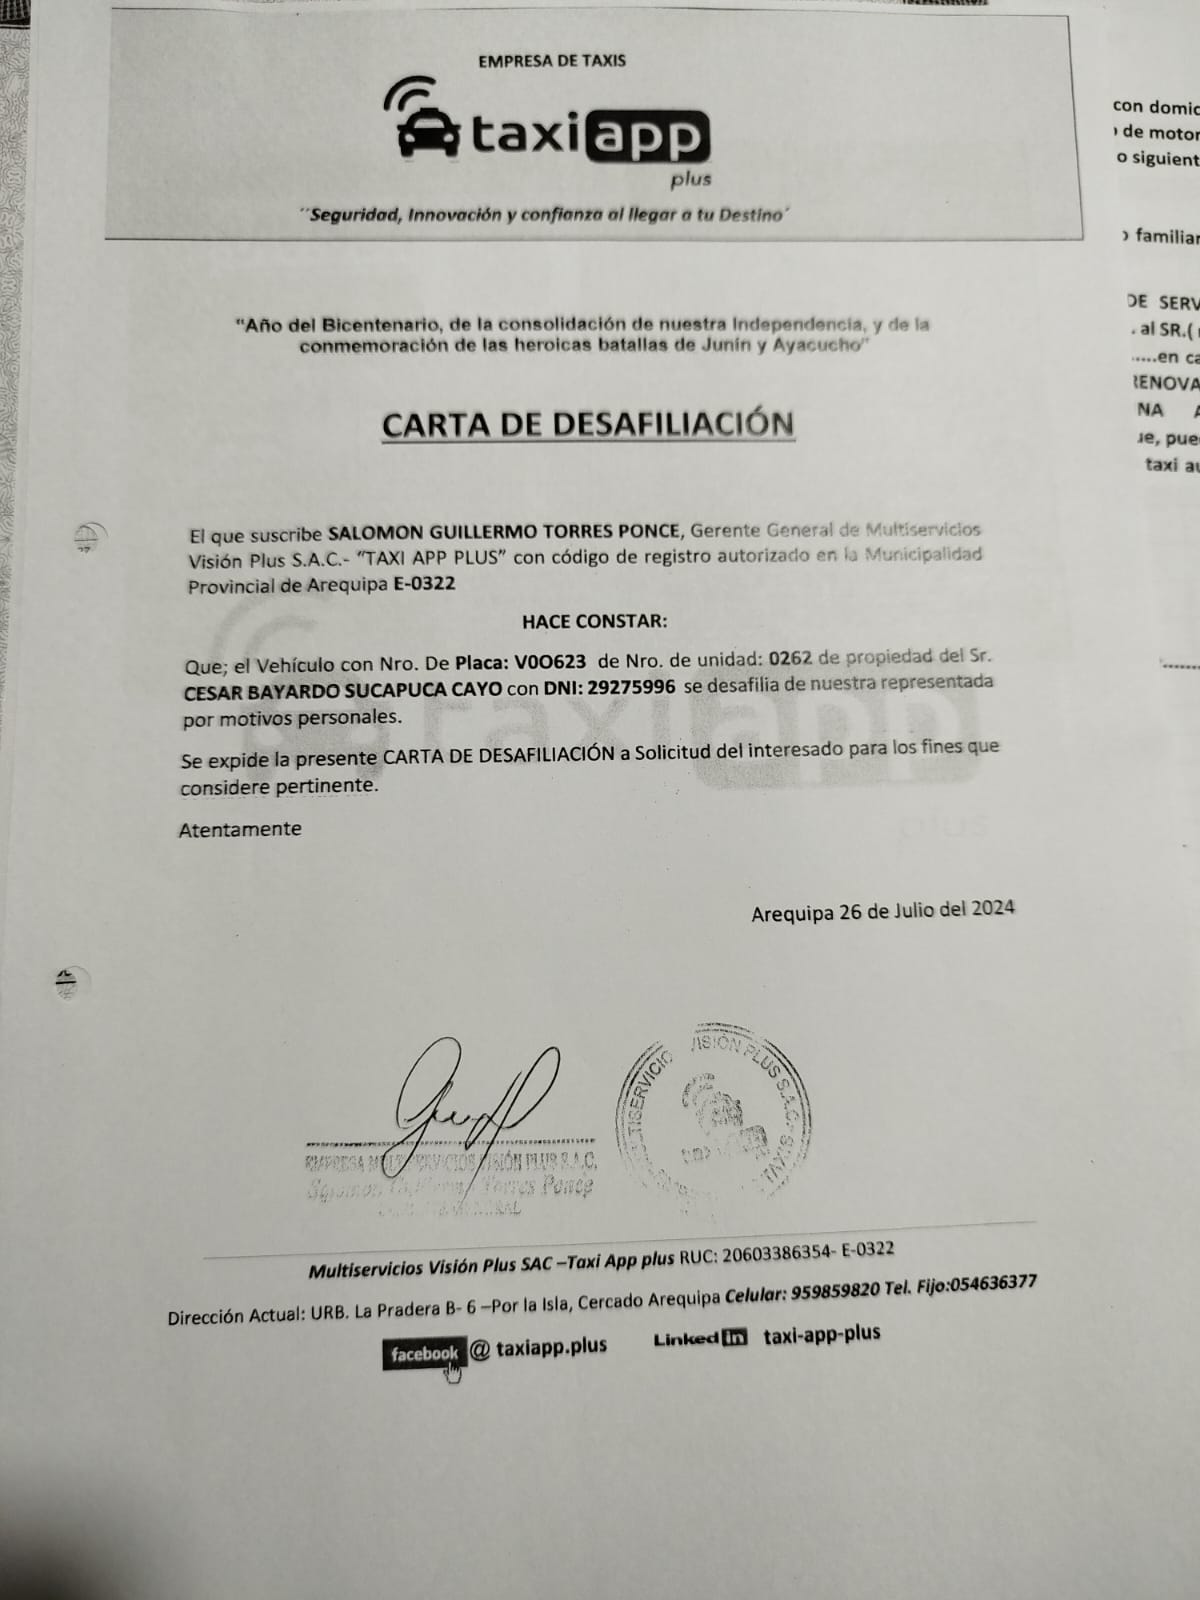 EMPRESA DE TAXIS
taxi app
plus
´´Seguridad, Innovación y confianza al llegar a tu Destino´
"Año del Bicentenario, de la consolidación de nuestra Independencia, y de la
conmemoración de las heroicas batallas de Junín y Ayacucho"
CARTA DE DESAFILIACIÓN
El que suscribe SALOMON GUILLERMO TORRES PONCE, Gerente General de Multiservicios
Visión Plus S.A.C.- "TAXI APP PLUS" con código de registro autorizado en la Municipalidad
Provincial de Arequipa E-0322
HACE CONSTAR:
Que; el Vehículo con Nro. De Placa: V0O623 de Nro. de unidad: 0262 de propiedad del Sr.
CESAR BAYARDO SUCAPUCA CAYO con DNI: 29275996 se desafilia de nuestra representada
por motivos personales.
Se expide la presente CARTA DE DESAFILIACIÓN a Solicitud del interesado para los fines que
considere pertinente.
Atentamente
Arequipa 26 de Julio del 2024
EMPRESA MULTISERVICIOS VISIÓN PLUS S.A.C.
Salomon Guillermo Torres Ponce
VISIÓN PLUS S.A.C.
Multiservicios Visión Plus SAC –Taxi App plus RUC: 20603386354- E-0322
Dirección Actual: URB. La Pradera B- 6 –Por la Isla, Cercado Arequipa Celular: 959859820 Tel. Fijo:054636377
facebook @ taxiapp.plus Linked in taxi-app-plus
con domic
de motor
o siguient
familiar
DE SERV
al SR.(
.....en ca
RENOVA
NA A
ue, pue
taxi au